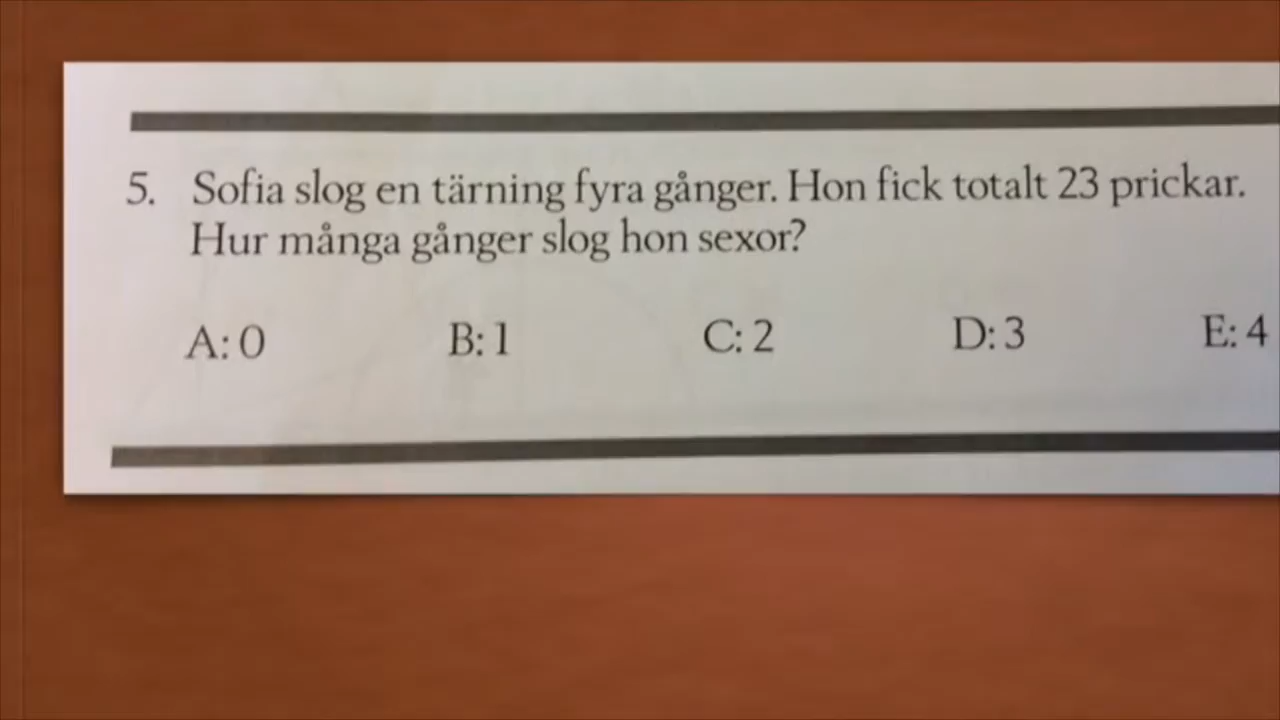 5. Sofia slog en tärning fyra gånger. Hon fick totalt 23 prickar.
Hur många gånger slog hon sexor?
A: 0 B: 1 C: 2 D: 3 E: 4